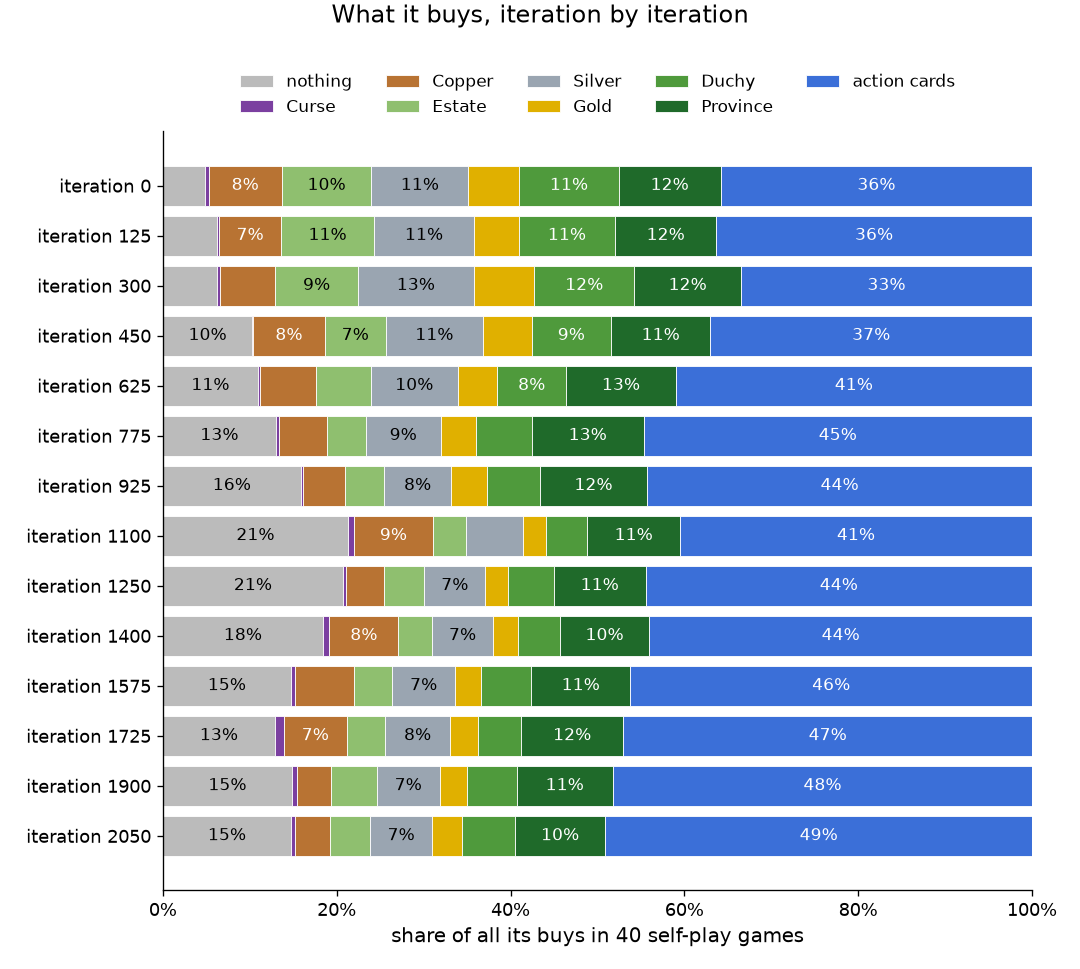 What it buys, iteration by iteration
nothing Copper Silver Duchy action cards
Curse Estate Gold Province
iteration 0 8% 10% 11% 11% 12% 36%
iteration 125 7% 11% 11% 11% 12% 36%
iteration 300 9% 13% 12% 12% 33%
iteration 450 10% 8% 7% 11% 9% 11% 37%
iteration 625 11% 10% 8% 13% 41%
iteration 775 13% 9% 13% 45%
iteration 925 16% 8% 12% 44%
iteration 1100 21% 9% 11% 41%
iteration 1250 21% 7% 11% 44%
iteration 1400 18% 8% 7% 10% 44%
iteration 1575 15% 7% 11% 46%
iteration 1725 13% 7% 8% 12% 47%
iteration 1900 15% 7% 11% 48%
iteration 2050 15% 7% 10% 49%
0% 20% 40% 60% 80% 100%
share of all its buys in 40 self-play games